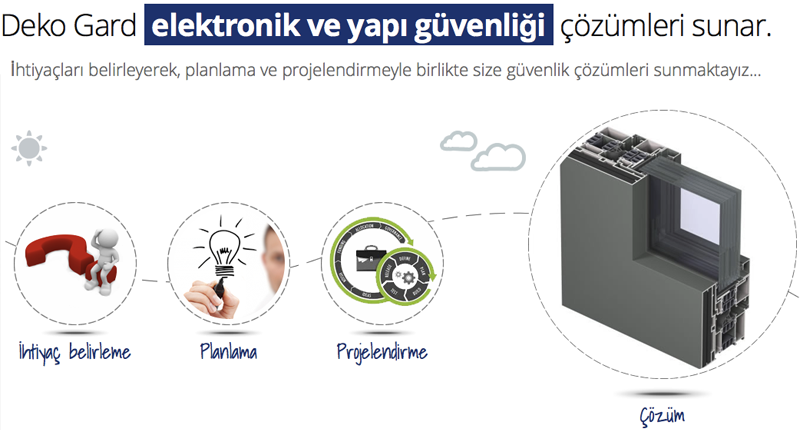 Deko Gard elektronik ve yapı güvenliği çözümleri sunar.
İhtiyaçları belirleyerek, planlama ve projelendirmeyle birlikte size güvenlik çözümleri sunmaktayız...
İhtiyaç belirleme
Planlama
Projelendirme
Çözüm